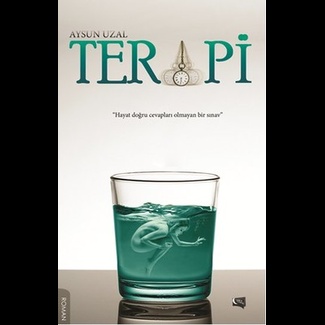 AYSUN UZAL
TERAPİ
"Hayat doğru cevapları olmayan bir sınav"
ROMAN